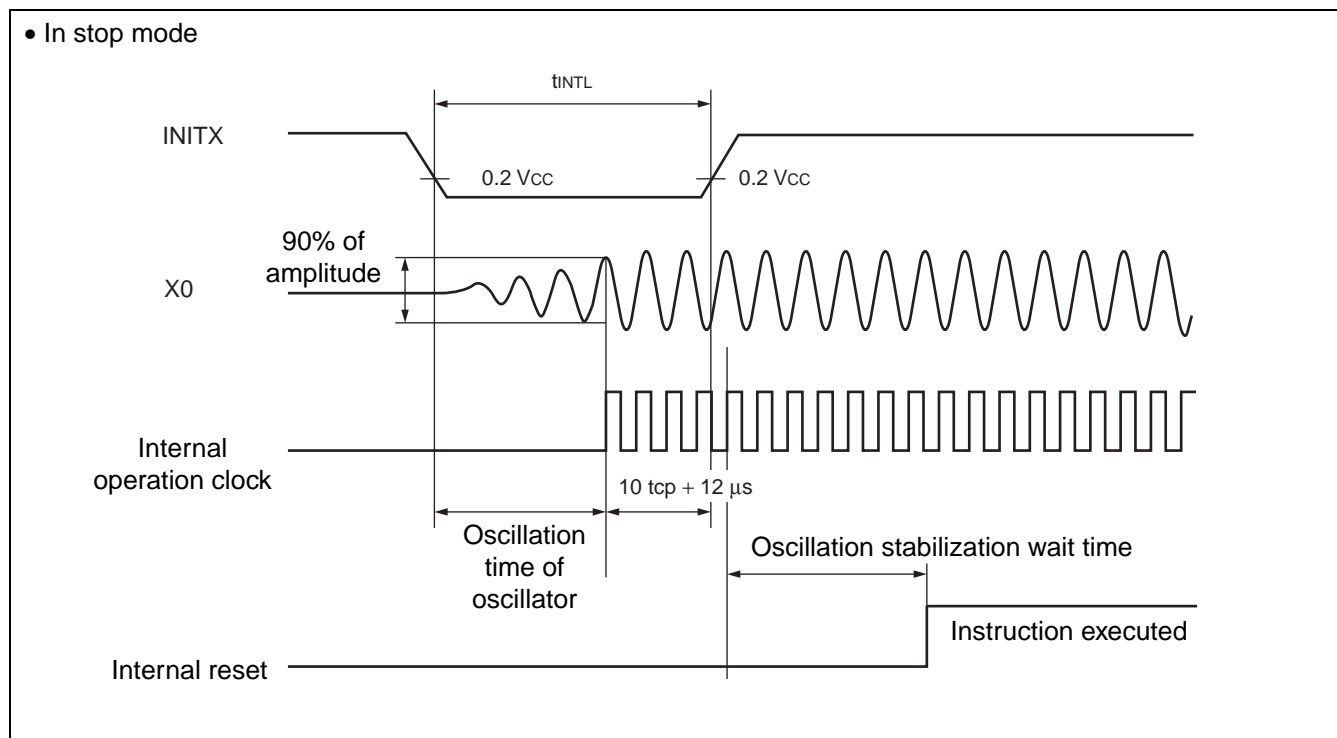 • In stop mode
tINTL
INITX
0.2 VCC
0.2 VCC
90% of
amplitude
X0
Internal
operation clock
10 tcp + 12 μs
Oscillation
time of
oscillator
Oscillation stabilization wait time
Instruction executed
Internal reset